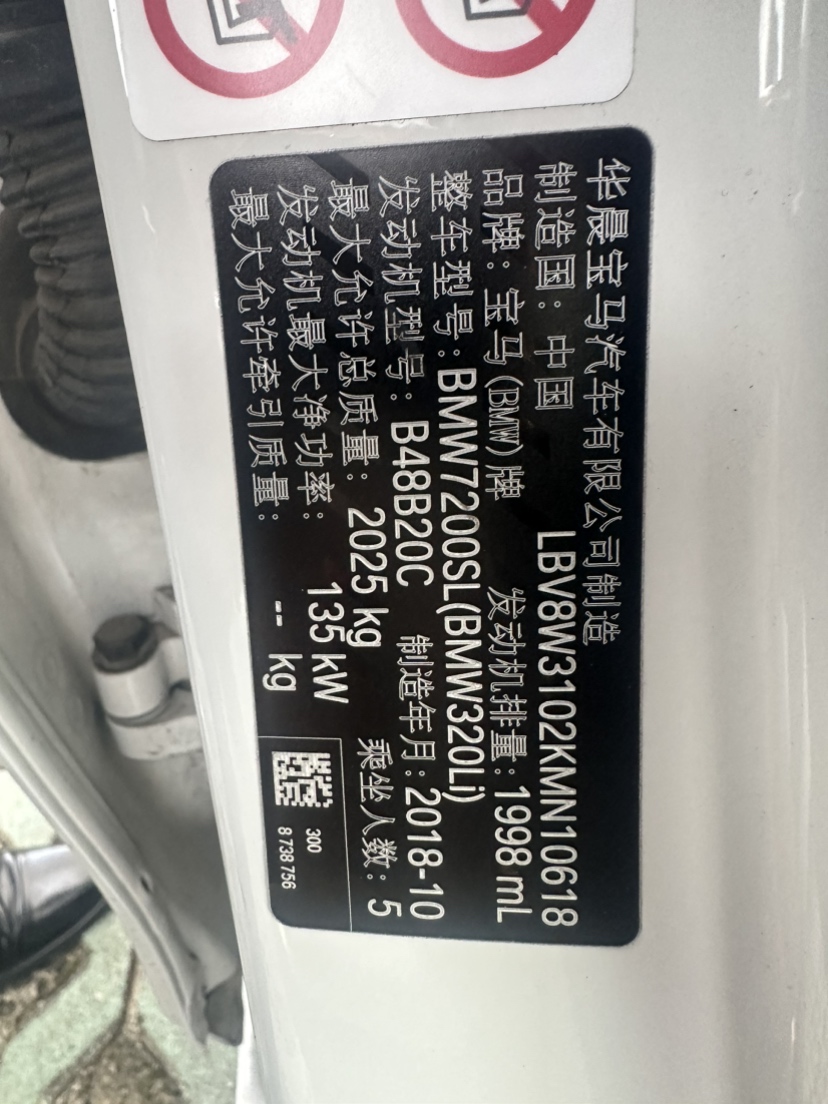 华晨宝马汽车有限公司制造
制造国：中国 LBV8W3102KMN10618
品牌：宝马(BMW)牌 发动机排量：1998 mL
整车型号：BMW7200SL(BMW320Li)
发动机型号：B48B20C 制造年月：2018-10
最大允许总质量：2025 kg 乘坐人数：5
发动机最大净功率：135 kW
最大允许牵引质量：-- kg
300
8 738 756